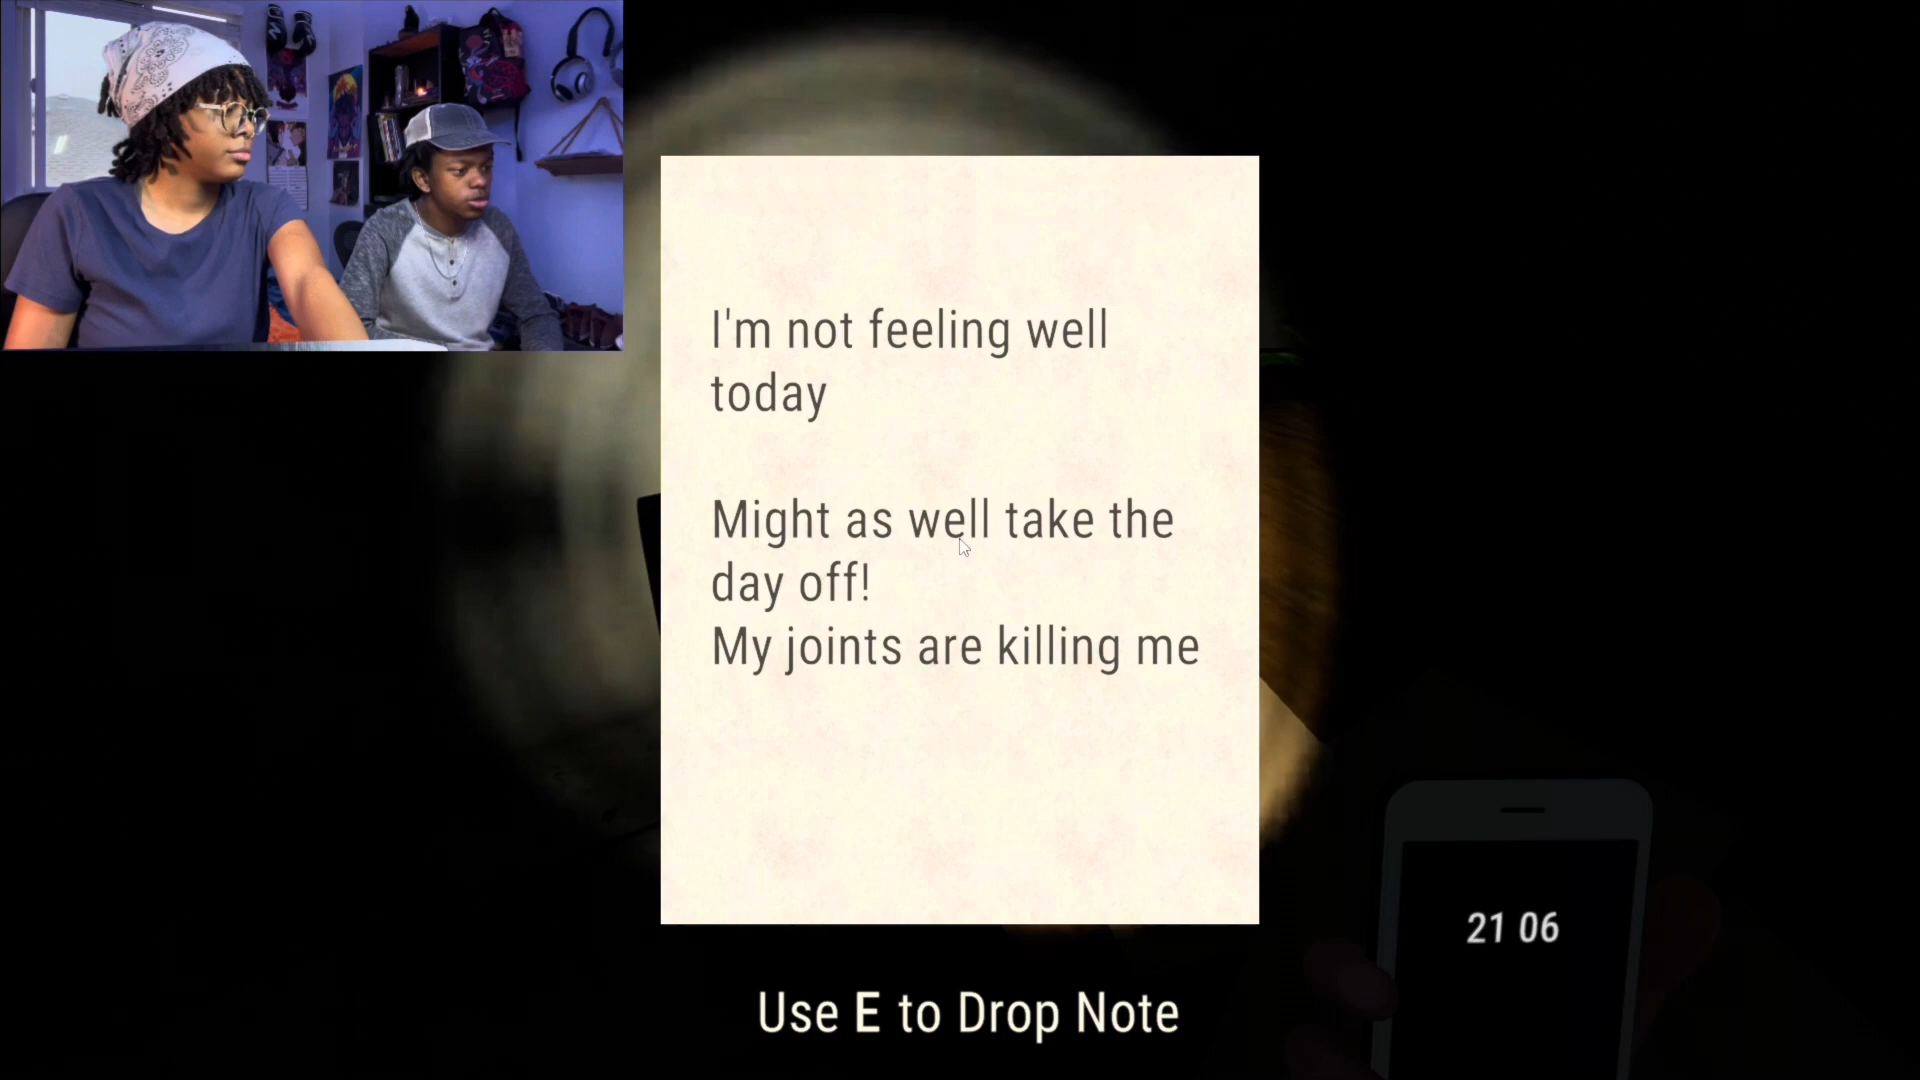 I'm not feeling well
today
Might as well take the
day off!
My joints are killing me
21 06
Use E to Drop Note